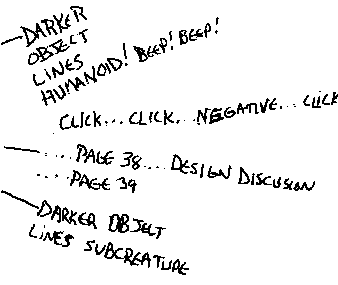 — DARKER
OBJECT
LINES
HUMANOID! BEEP! BEEP!
CLICK... CLICK... NEGATIVE... CLICK
— .... PAGE 38.... DESIGN DISCUSSION
.... PAGE 39
— DARKER OBJECT
LINES SUBCREATURE